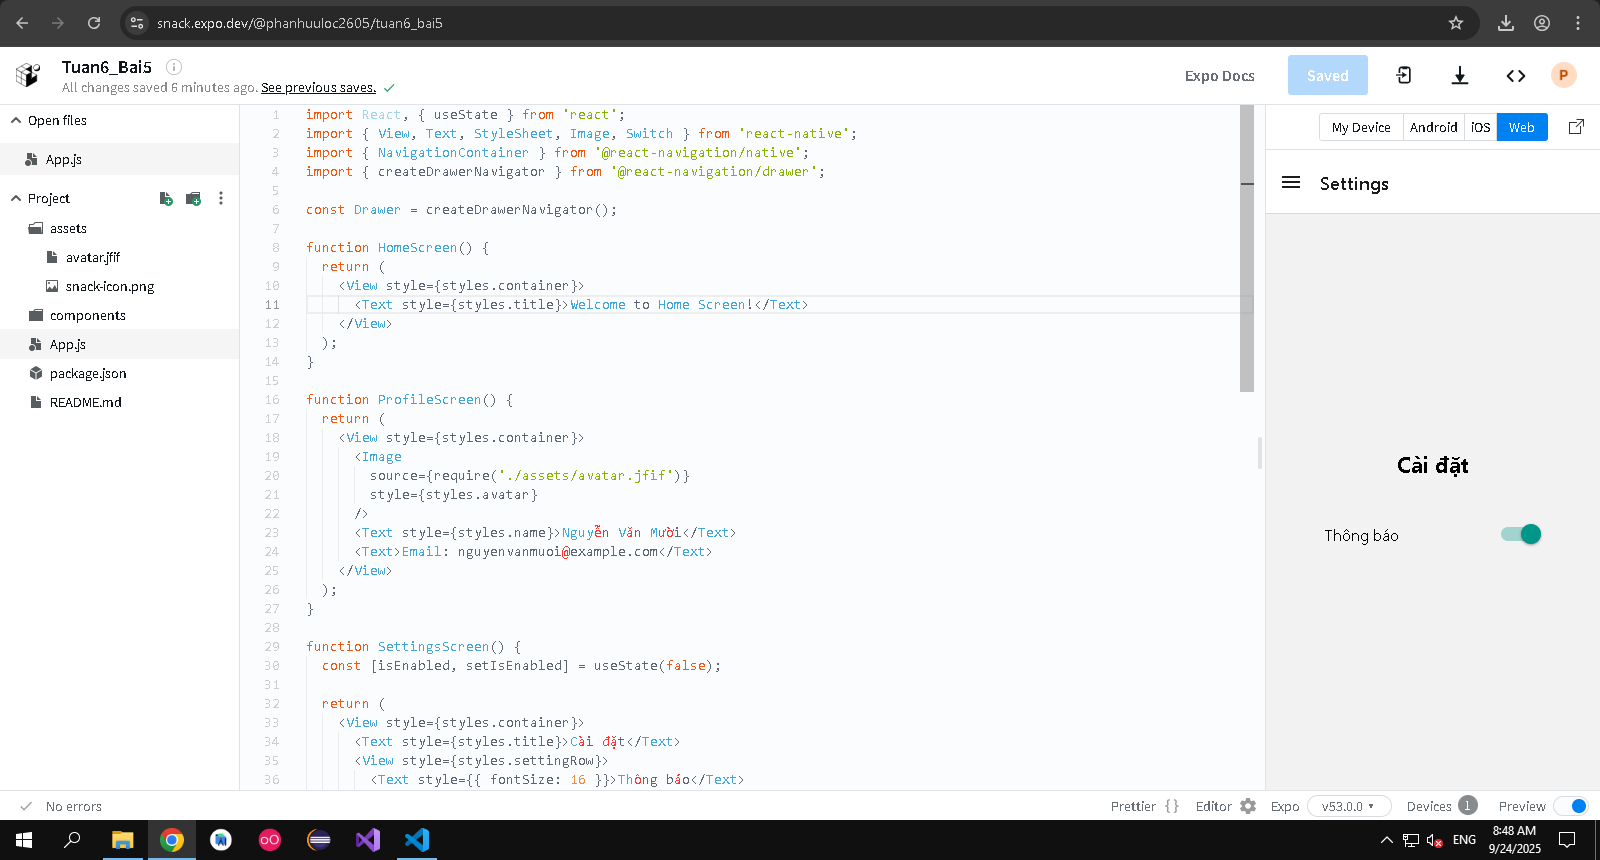 snack.expo.dev/@phanhuuloc2605/tuan6_bai5
Tuan6_Bai5
All changes saved 6 minutes ago. See previous saves.
Expo Docs
Saved
P
Open files
App.js
Project
assets
avatar.jfif
snack-icon.png
components
App.js
package.json
README.md
1 import React, { useState } from 'react';
2 import { View, Text, StyleSheet, Image, Switch } from 'react-native';
3 import { NavigationContainer } from '@react-navigation/native';
4 import { createDrawerNavigator } from '@react-navigation/drawer';
5
6 const Drawer = createDrawerNavigator();
7
8 function HomeScreen() {
9 return (
10 <View style={styles.container}>
11 <Text style={styles.title}>Welcome to Home Screen!</Text>
12 </View>
13 );
14 }
15
16 function ProfileScreen() {
17 return (
18 <View style={styles.container}>
19 <Image
20 source={require('./assets/avatar.jfif')}
21 style={styles.avatar}
22 />
23 <Text style={styles.name}>Nguyễn Văn Mười</Text>
24 <Text>Email: nguyenvanmuoi@example.com</Text>
25 </View>
26 );
27 }
28
29 function SettingsScreen() {
30 const [isEnabled, setIsEnabled] = useState(false);
31
32 return (
33 <View style={styles.container}>
34 <Text style={styles.title}>Cài đặt</Text>
35 <View style={styles.settingRow}>
36 <Text style={{ fontSize: 16 }}>Thông báo</Text>
My Device
Android
iOS
Web
Settings
Cài đặt
Thông báo
No errors
Prettier {}
Editor
Expo
v53.0.0
Devices
1
Preview
ENG
8:48 AM
9/24/2025